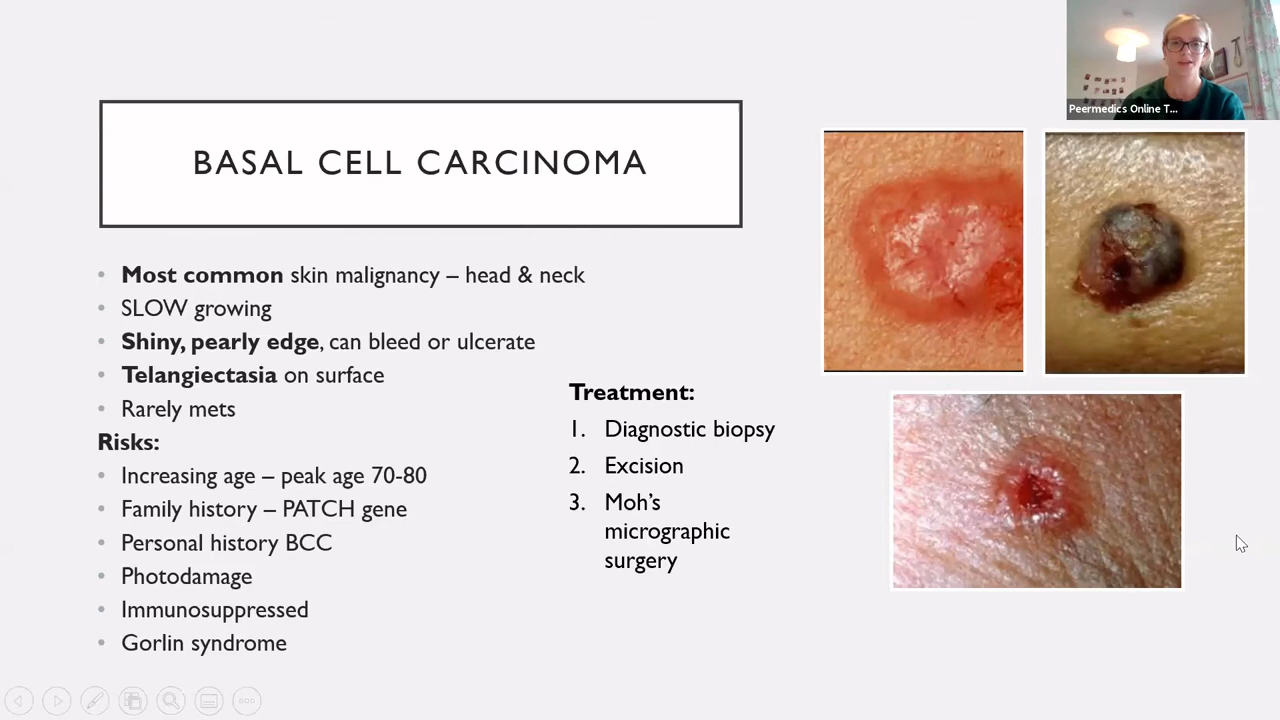 Peermedics Online T...
BASAL CELL CARCINOMA
• Most common skin malignancy – head & neck
• SLOW growing
• Shiny, pearly edge, can bleed or ulcerate
• Telangiectasia on surface
• Rarely mets
Risks:
• Increasing age – peak age 70-80
• Family history – PATCH gene
• Personal history BCC
• Photodamage
• Immunosuppressed
• Gorlin syndrome
Treatment:
1. Diagnostic biopsy
2. Excision
3. Moh's
micrographic
surgery